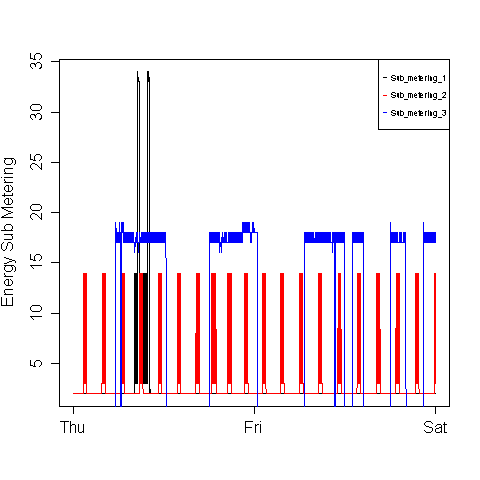 35
30
25
20
15
10
5
Energy Sub Metering
Sub_metering_1
Sub_metering_2
Sub_metering_3
Thu Fri Sat